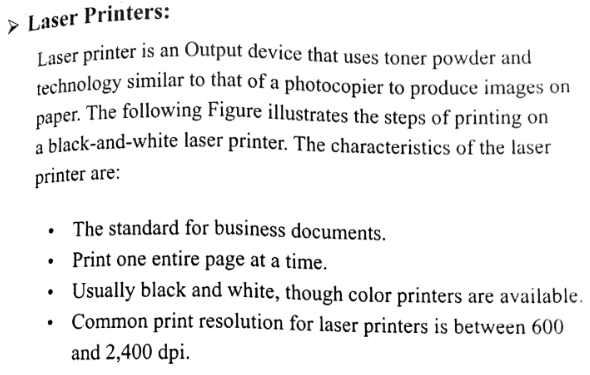 ➤ Laser Printers:
Laser printer is an Output device that uses toner powder and
technology similar to that of a photocopier to produce images on
paper. The following Figure illustrates the steps of printing on
a black-and-white laser printer. The characteristics of the laser
printer are:
• The standard for business documents.
• Print one entire page at a time.
• Usually black and white, though color printers are available.
• Common print resolution for laser printers is between 600
and 2,400 dpi.